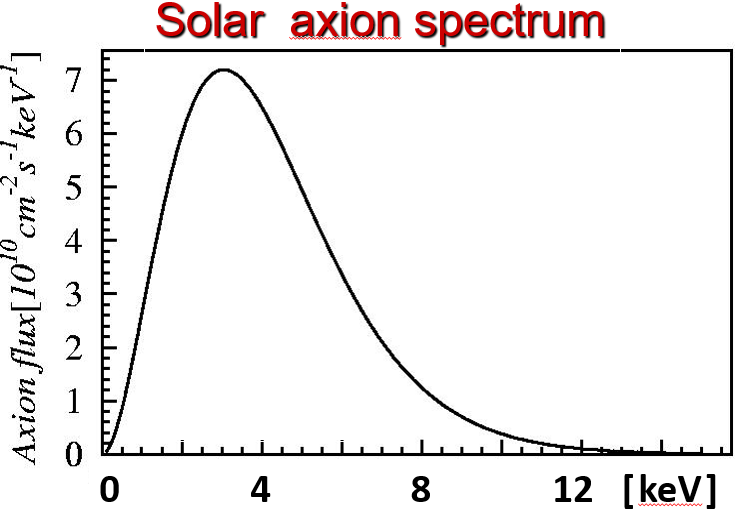 Solar axion spectrum
Axion flux[10¹⁰cm⁻²s⁻¹keV⁻¹]
7
6
5
4
3
2
1
0
0 4 8 12 [keV]